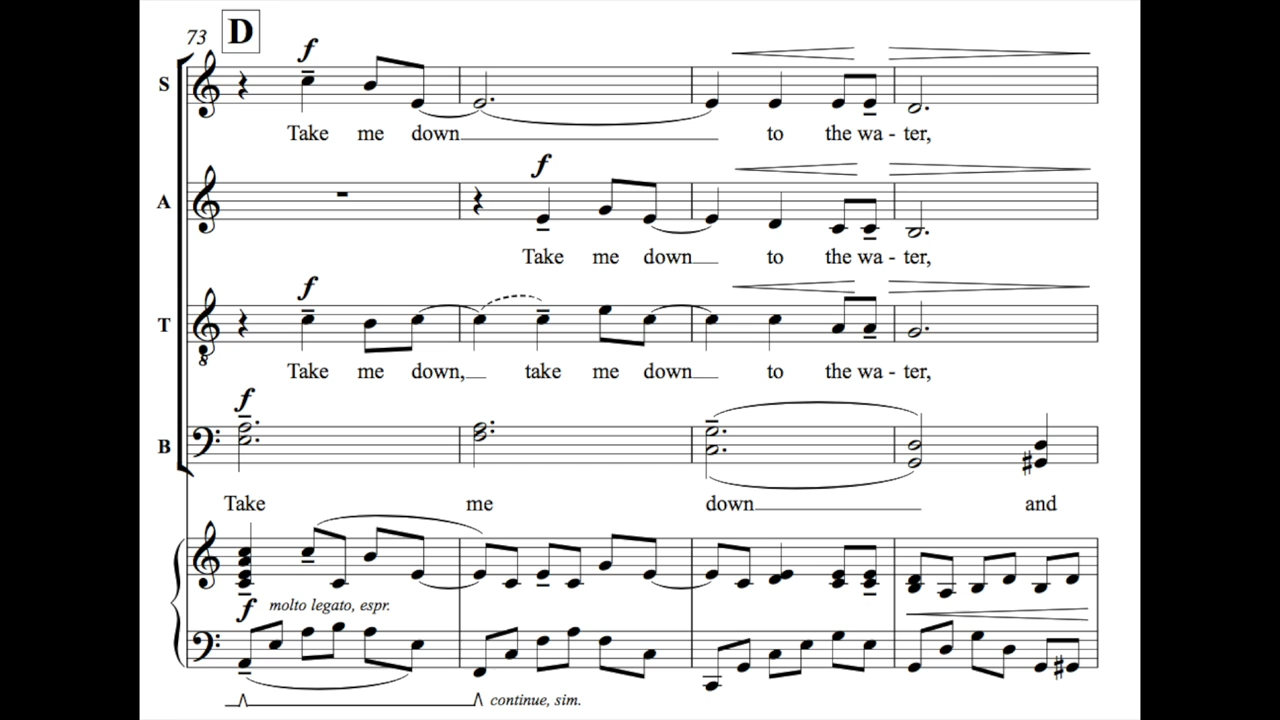 73 D
f
S
Take me down to the wa - ter,
f
A
Take me down to the wa - ter,
f
T
8
Take me down, take me down to the wa - ter,
f
B
Take me down and
f molto legato, espr.
continue, sim.